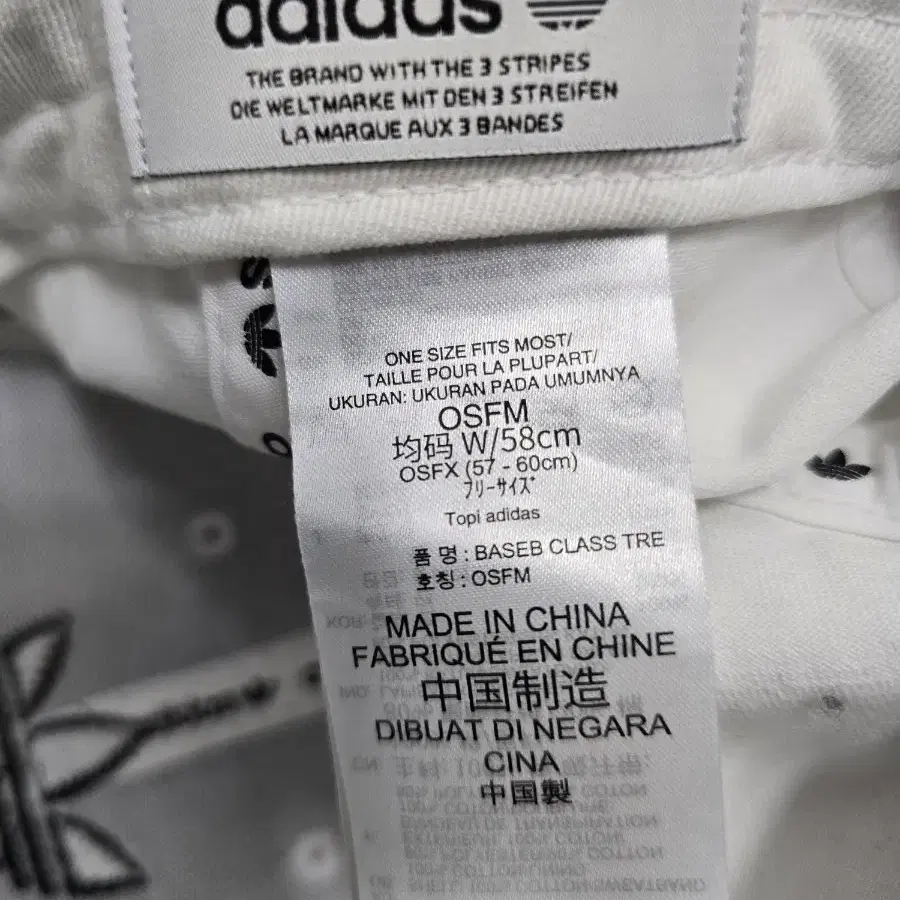 adidas
THE BRAND WITH THE 3 STRIPES
DIE WELTMARKE MIT DEN 3 STREIFEN
LA MARQUE AUX 3 BANDES
ONE SIZE FITS MOST/
TAILLE POUR LA PLUPART/
UKURAN: UKURAN PADA UMUMNYA
OSFM
均码 W/58cm
OSFX (57 - 60cm)
フリーサイズ
Topi adidas
품 명 : BASEB CLASS TRE
호칭 : OSFM
MADE IN CHINA
FABRIQUÉ EN CHINE
中国制造
DIBUAT DI NEGARA
CINA
中国製